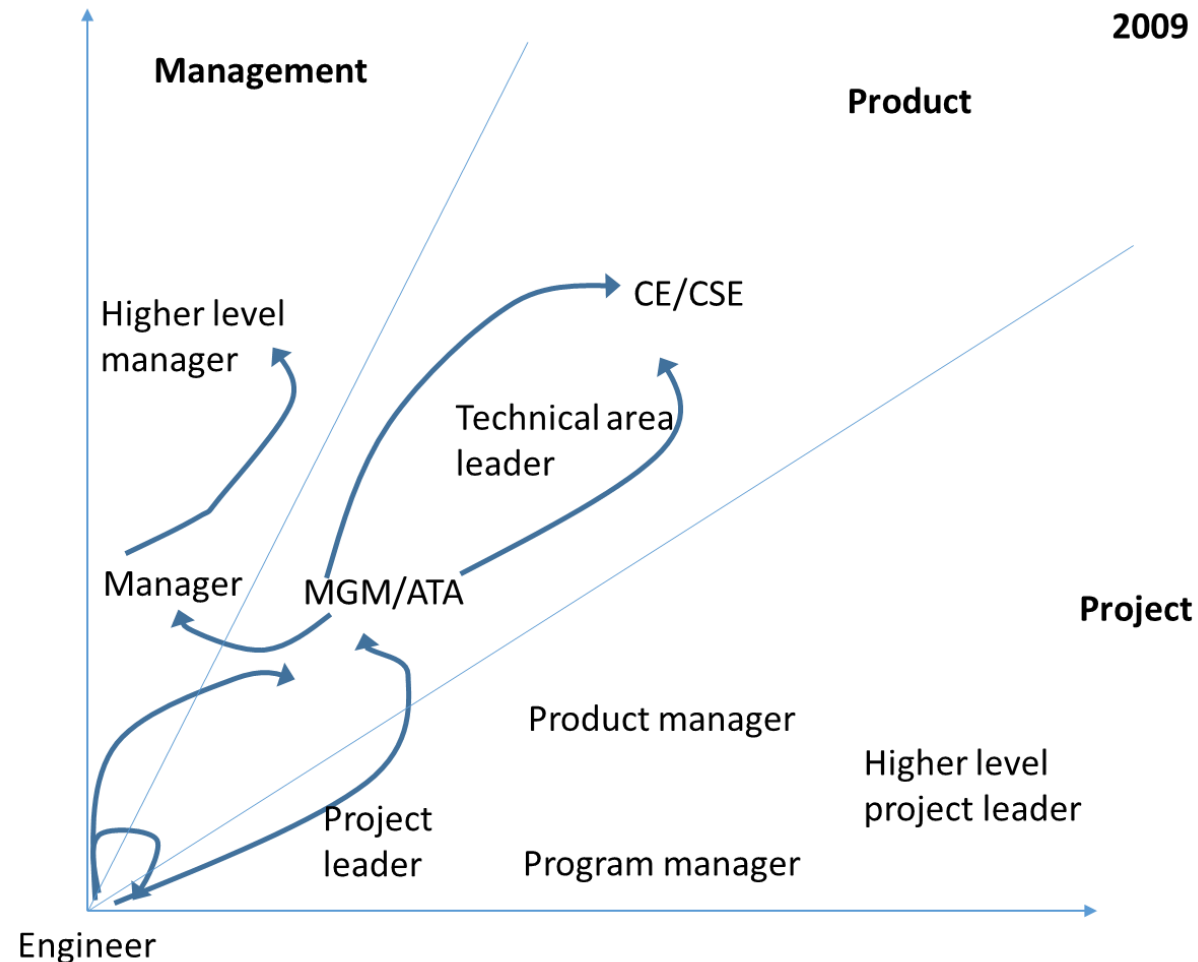 2009
Management
Product
CE/CSE
Higher level
manager
Technical area
leader
Manager
MGM/ATA
Project
Product manager
Higher level
project leader
Project
leader
Program manager
Engineer